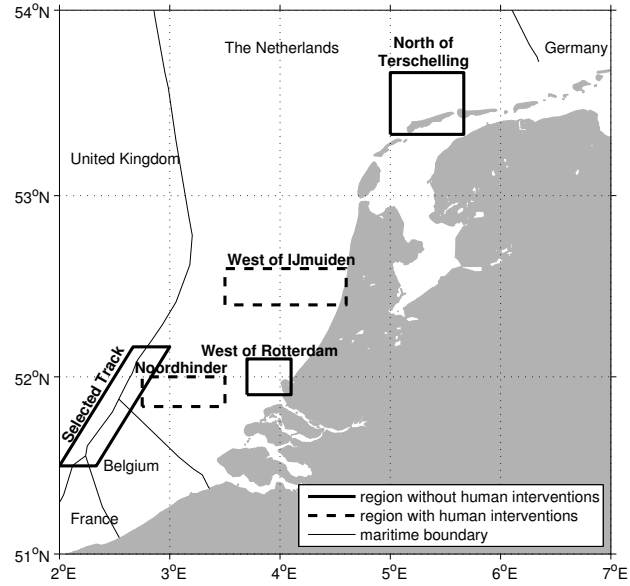 54°N
53°N
52°N
51°N
2°E
3°E
4°E
5°E
6°E
7°E
The Netherlands
North of
Terschelling
Germany
United Kingdom
West of IJmuiden
West of Rotterdam
Noordhinder
Selected Track
Belgium
France
region without human interventions
region with human interventions
maritime boundary